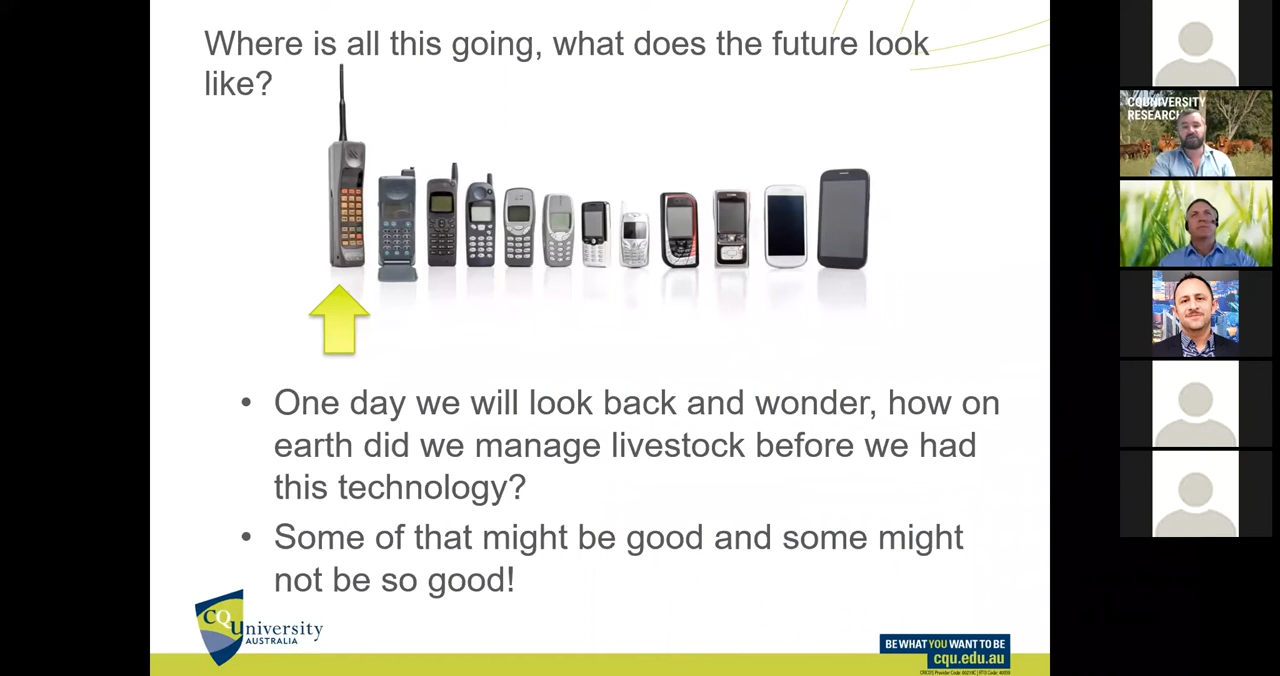 Where is all this going, what does the future look
like?
CQUNIVERSITY
RESEARCH
• One day we will look back and wonder, how on
earth did we manage livestock before we had
this technology?
• Some of that might be good and some might
not be so good!
CQUniversity
AUSTRALIA
BE WHAT YOU WANT TO BE
cqu.edu.au